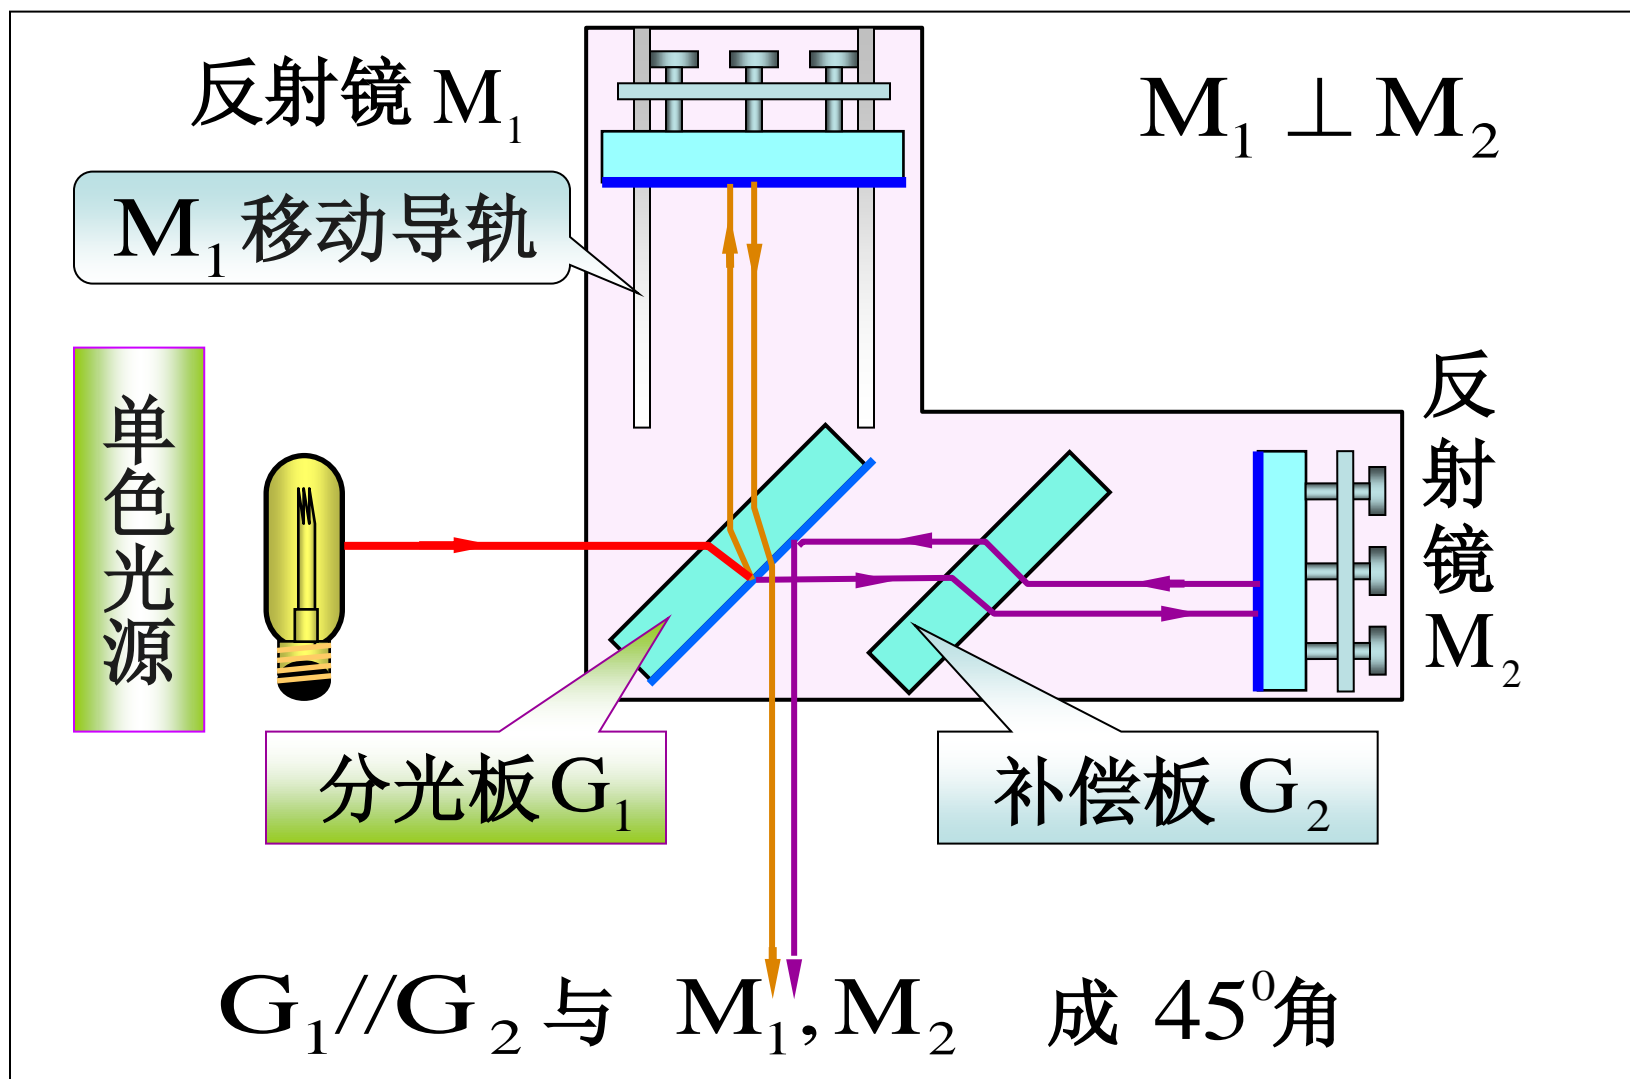 反射镜 M₁
M₁ ⊥ M₂
M₁ 移动导轨
单色光源
反射镜 M₂
分光板 G₁
补偿板 G₂
G₁//G₂ 与 M₁, M₂ 成 45⁰角